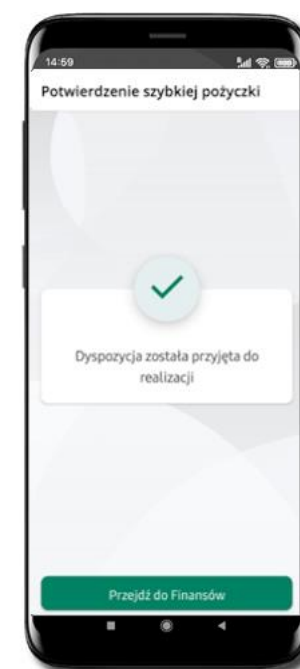 14:59
Potwierdzenie szybkiej pożyczki
Dyspozycja została przyjęta do
realizacji
Przejdź do Finansów